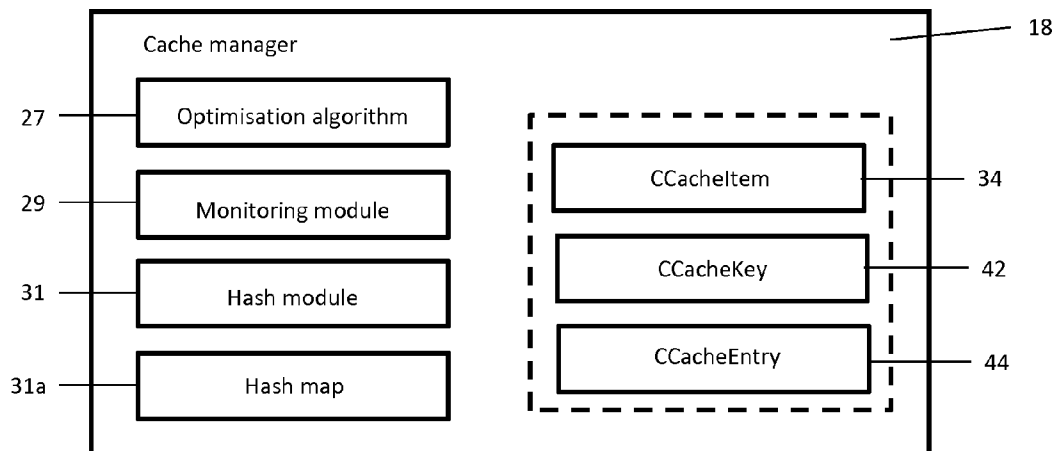 Cache manager
18
27
Optimisation algorithm
CCacheItem
34
29
Monitoring module
CCacheKey
42
31
Hash module
CCacheEntry
44
31a
Hash map